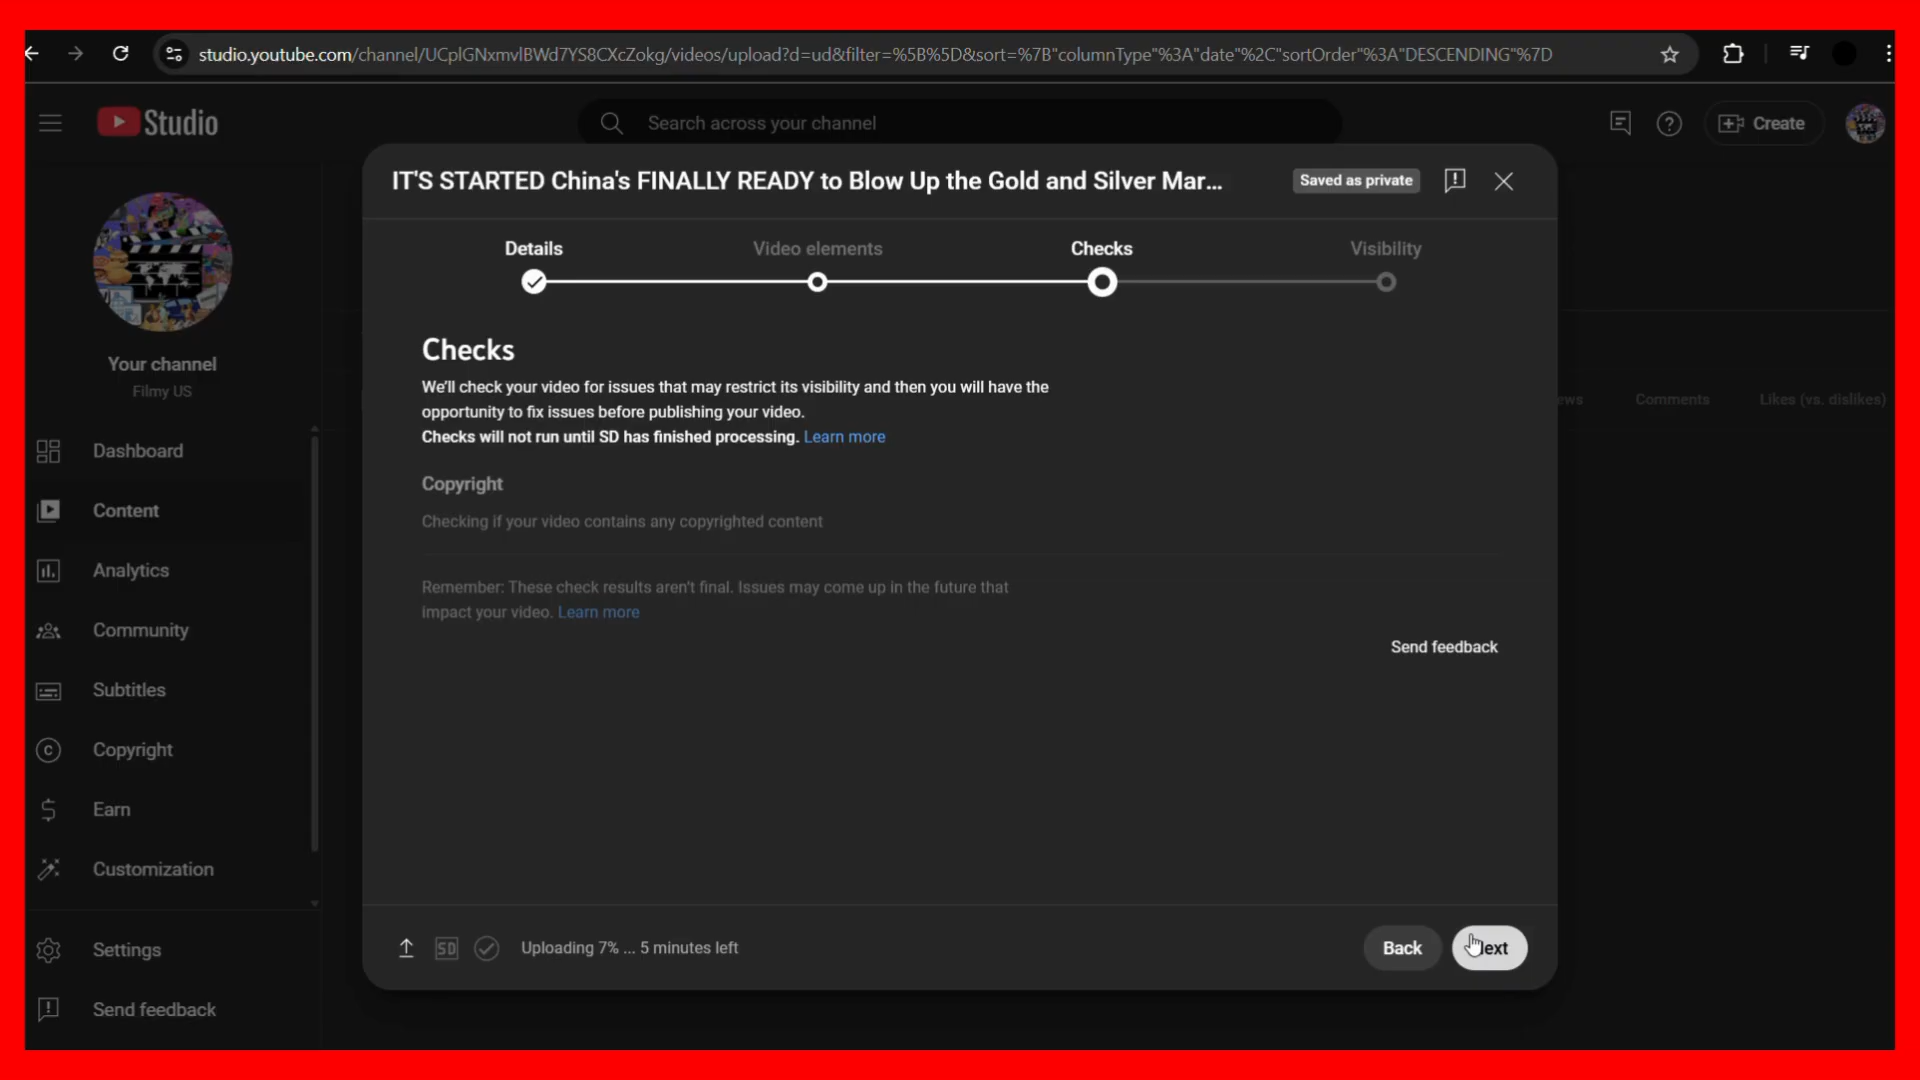 studio.youtube.com/channel/UCplGNxmvlBWd7YS8CXcZokg/videos/upload?d=ud&filter=%5B%5D&sort=%7B"columnType"%3A"date"%2C"sortOrder"%3A"DESCENDING"%7D
Studio
Search across your channel
Create
IT'S STARTED China's FINALLY READY to Blow Up the Gold and Silver Mar...
Saved as private
Details
Video elements
Checks
Visibility
Your channel
Filmy US
Dashboard
Content
Analytics
Community
Subtitles
Copyright
Earn
Customization
Settings
Send feedback
Checks
We'll check your video for issues that may restrict its visibility and then you will have the
opportunity to fix issues before publishing your video.
Checks will not run until SD has finished processing. Learn more
Copyright
Checking if your video contains any copyrighted content
Remember: These check results aren't final. Issues may come up in the future that
impact your video. Learn more
Send feedback
Comments
Likes (vs. dislikes)
SD
Uploading 7% ... 5 minutes left
Back